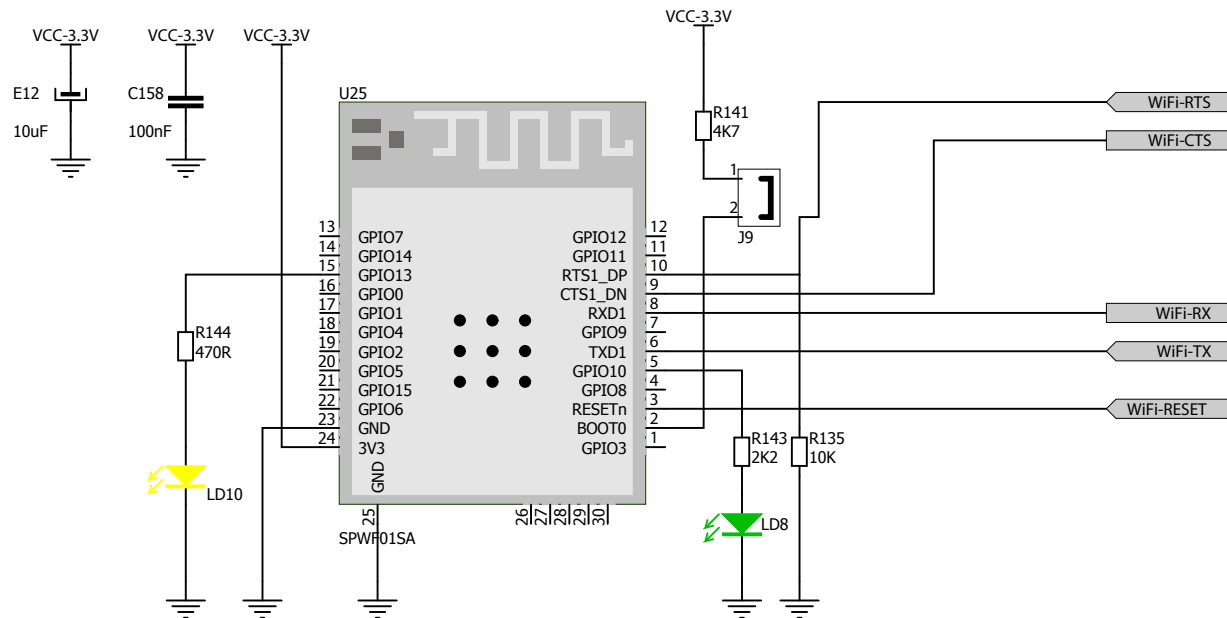 VCC-3.3V
VCC-3.3V
VCC-3.3V
VCC-3.3V
E12
10uF
C158
100nF
U25
R141
4K7
1
2
J9
WiFi-RTS
WiFi-CTS
13 GPIO7
14 GPIO14
15 GPIO13
16 GPIO0
17 GPIO1
18 GPIO4
19 GPIO2
20 GPIO5
21 GPIO15
22 GPIO6
23 GND
24 3V3
GPIO12 12
GPIO11 11
RTS1_DP 10
CTS1_DN 9
RXD1 8
GPIO9 7
TXD1 6
GPIO10 5
GPIO8 4
RESETn 3
BOOT0 2
GPIO3 1
WiFi-RX
WiFi-TX
WiFi-RESET
R144
470R
LD10
GND
25
26
27
28
29
30
SPWF01SA
R143
2K2
R135
10K
LD8